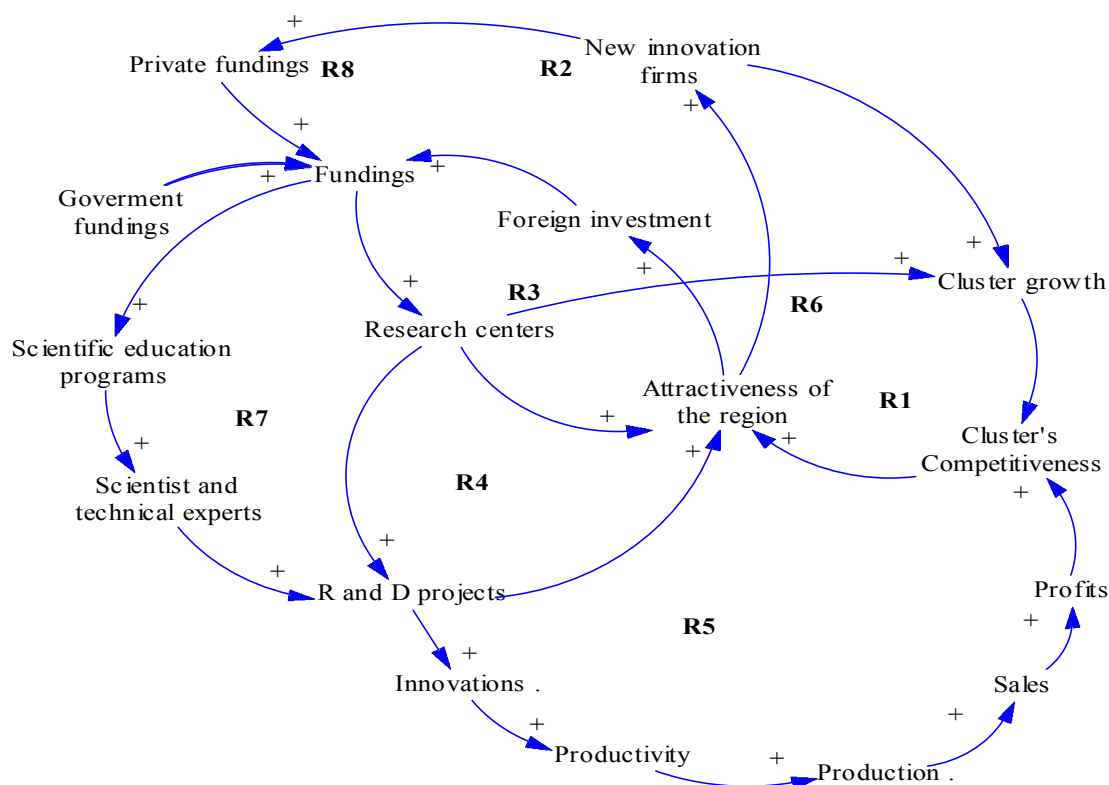 +
Private fundings
R8
R2
New innovation
firms
+
+
+
Fundings
+
+
Goverment
fundings
Foreign investment
+
+
+
Cluster growth
+
R3
R6
+
Research centers
Scientific education
programs
Attractiveness of
the region
R1
+
R7
+
+
Cluster's
Competitiveness
+
R4
Scientist and
technical experts
+
+
+
R and D projects
Profits
+
R5
+
Innovations .
Sales
+
+
Productivity
+
Production .